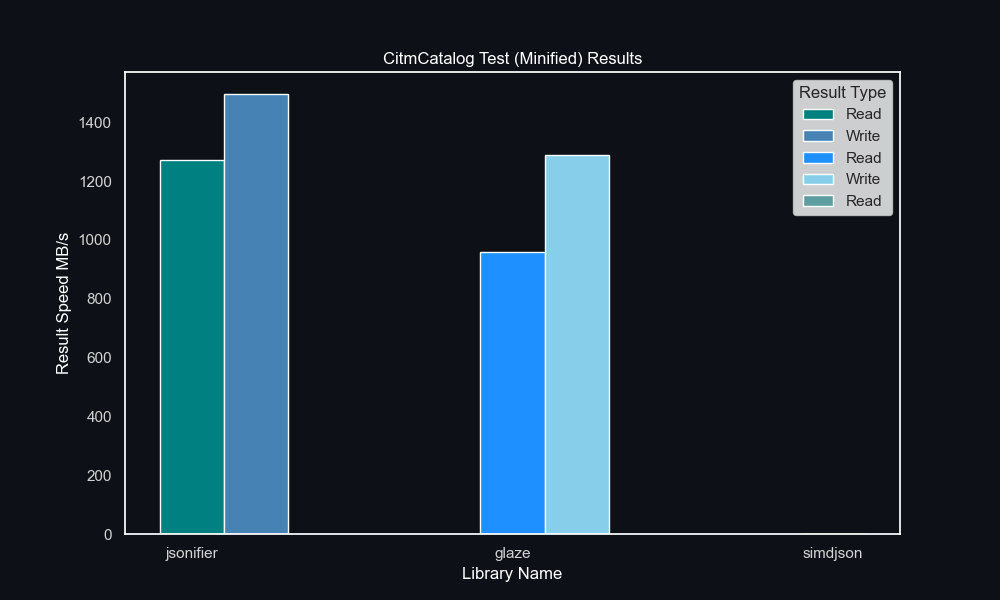 CitmCatalog Test (Minified) Results
Result Type
Read
Write
Read
Write
Read
Result Speed MB/s
1400
1200
1000
800
600
400
200
0
jsonifier glaze simdjson
Library Name